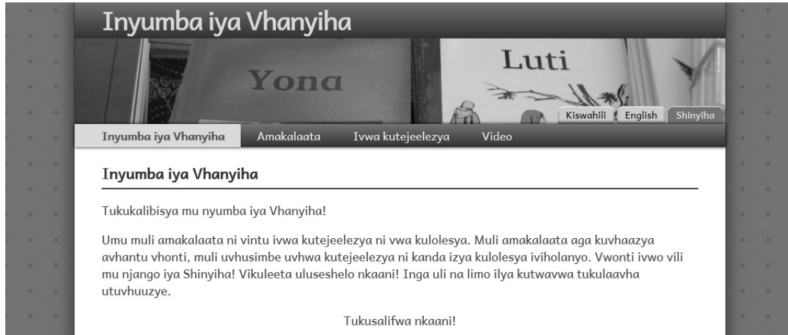 Inyumba iya Vhanyiha
Yona
Luti
Kiswahili English Shinyiha
Inyumba iya Vhanyiha Amakalaata Ivwa kutejeelezya Video
Inyumba iya Vhanyiha
Tukukalibisya mu nyumba iya Vhanyiha!
Umu muli amakalaata ni vintu ivwa kutejeelezya ni vwa kulolesya. Muli amakalaata aga kuvhaazya
avhantu vhonti, muli uvhusimbe uvhwa kutejeelezya ni kanda izya kulolesya iviholanyo. Vwonti ivwo vili
mu njango iya Shinyiha! Vikuleeta uluseshelo nkaani! Inga uli na limo ilya kutwavwa tukulaavha
utuvhuuzye.
Tukusalifwa nkaani!